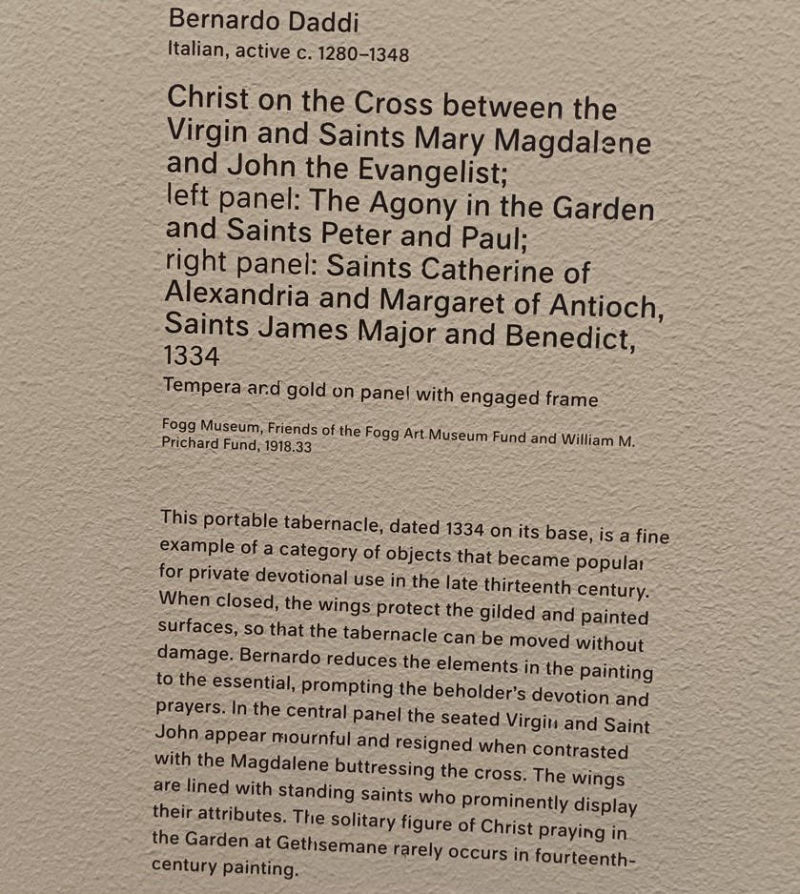 Bernardo Daddi
Italian, active c. 1280–1348
Christ on the Cross between the
Virgin and Saints Mary Magdalene
and John the Evangelist;
left panel: The Agony in the Garden
and Saints Peter and Paul;
right panel: Saints Catherine of
Alexandria and Margaret of Antioch,
Saints James Major and Benedict,
1334
Tempera and gold on panel with engaged frame
Fogg Museum, Friends of the Fogg Art Museum Fund and William M.
Prichard Fund, 1918.33
This portable tabernacle, dated 1334 on its base, is a fine
example of a category of objects that became popular
for private devotional use in the late thirteenth century.
When closed, the wings protect the gilded and painted
surfaces, so that the tabernacle can be moved without
damage. Bernardo reduces the elements in the painting
to the essential, prompting the beholder's devotion and
prayers. In the central panel the seated Virgin and Saint
John appear mournful and resigned when contrasted
with the Magdalene buttressing the cross. The wings
are lined with standing saints who prominently display
their attributes. The solitary figure of Christ praying in
the Garden at Gethsemane rarely occurs in fourteenth-
century painting.